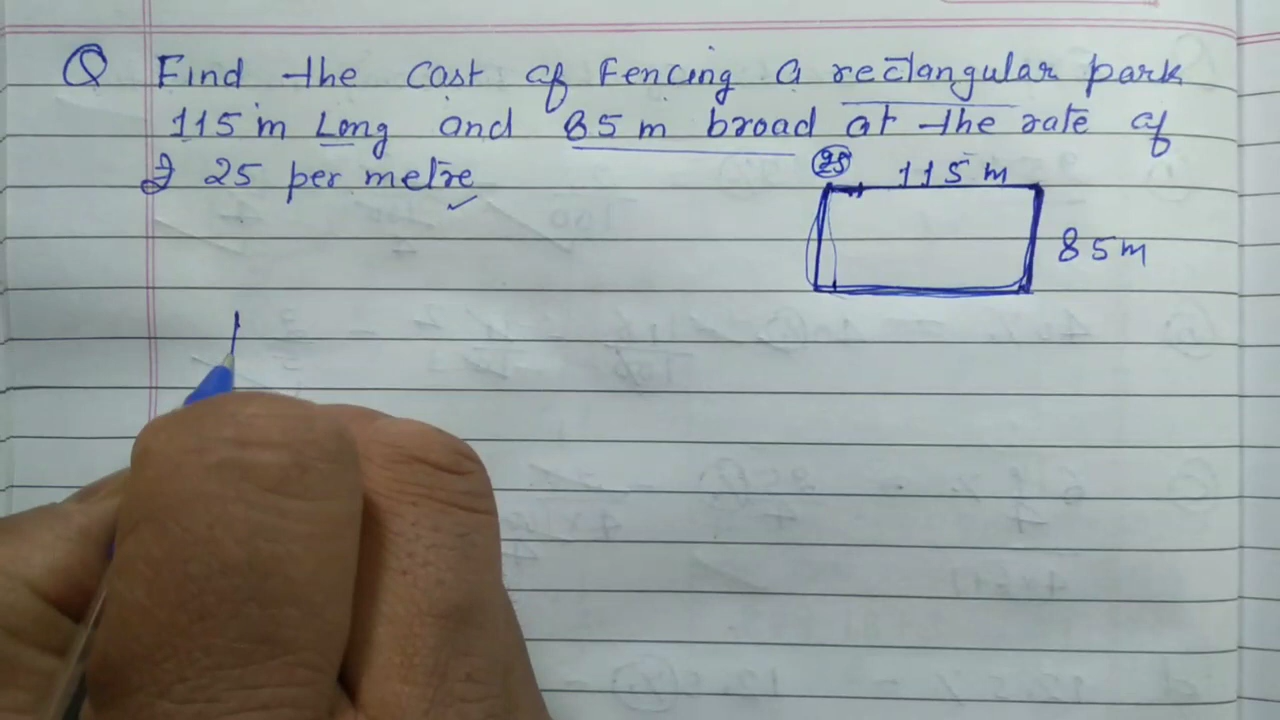 Q Find the cost of Fencing a rectangular park
115 m Long and 85 m broad at the rate of
₹ 25 per metre
25
115 m
85 m